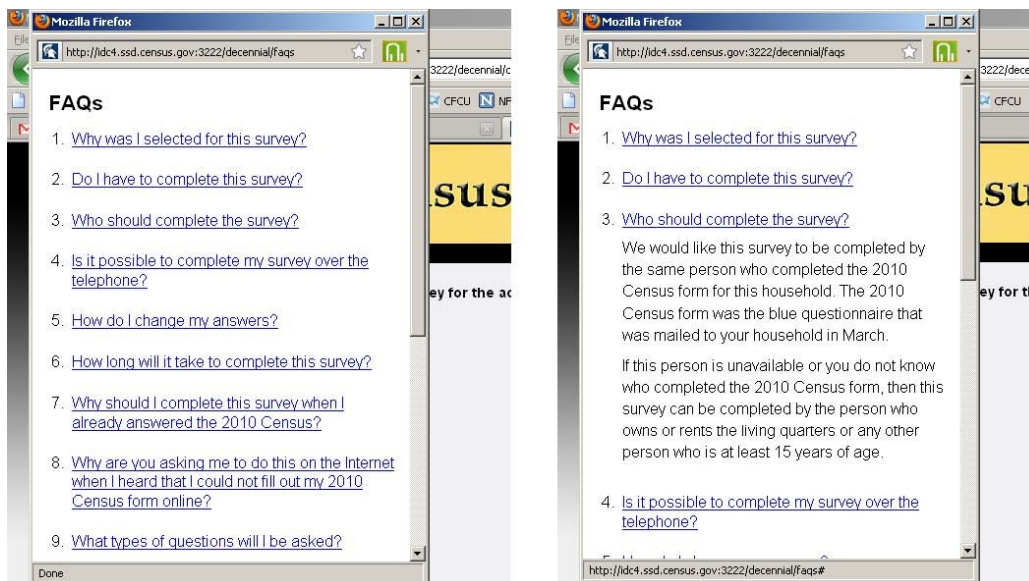 Mozilla Firefox
http://idc4.ssd.census.gov:3222/decennial/faqs
File
3222/decennial/c
CFCU NF
FAQs
1. Why was I selected for this survey?
2. Do I have to complete this survey?
sus
3. Who should complete the survey?
4. Is it possible to complete my survey over the
telephone?
ey for the ac
5. How do I change my answers?
6. How long will it take to complete this survey?
7. Why should I complete this survey when I
already answered the 2010 Census?
8. Why are you asking me to do this on the Internet
when I heard that I could not fill out my 2010
Census form online?
9. What types of questions will I be asked?
Done
Mozilla Firefox
http://idc4.ssd.census.gov:3222/decennial/faqs
File
3222/dece
CFCU
FAQs
1. Why was I selected for this survey?
2. Do I have to complete this survey?
su
3. Who should complete the survey?
We would like this survey to be completed by
the same person who completed the 2010
Census form for this household. The 2010
Census form was the blue questionnaire that
was mailed to your household in March.
ey for th
If this person is unavailable or you do not know
who completed the 2010 Census form, then this
survey can be completed by the person who
owns or rents the living quarters or any other
person who is at least 15 years of age.
4. Is it possible to complete my survey over the
telephone?
http://idc4.ssd.census.gov:3222/decennial/faqs#